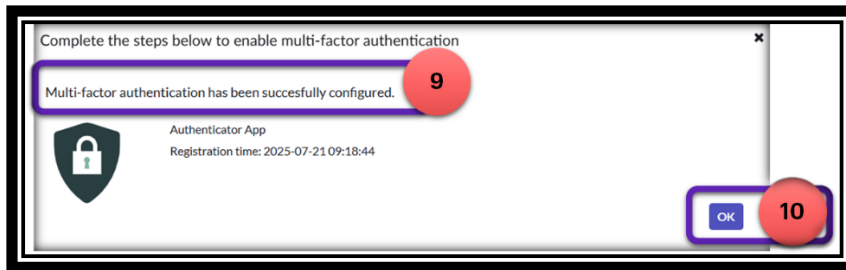 Complete the steps below to enable multi-factor authentication
Multi-factor authentication has been succesfully configured.
9
Authenticator App
Registration time: 2025-07-21 09:18:44
OK
10